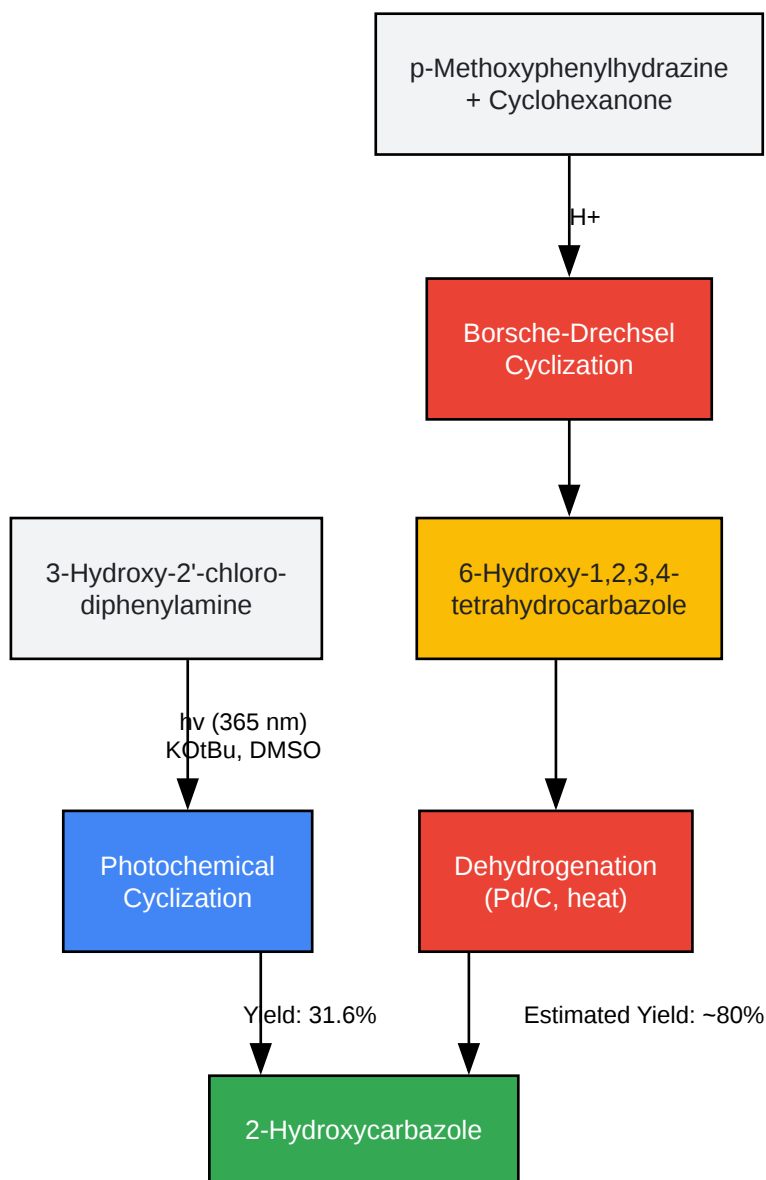 p-Methoxyphenylhydrazine
+ Cyclohexanone
H+
Borsche-Drechsel
Cyclization
3-Hydroxy-2'-chloro-
diphenylamine
6-Hydroxy-1,2,3,4-
tetrahydrocarbazole
hv (365 nm)
KOtBu, DMSO
Photochemical
Cyclization
Dehydrogenation
(Pd/C, heat)
Yield: 31.6%
Estimated Yield: ~80%
2-Hydroxycarbazole